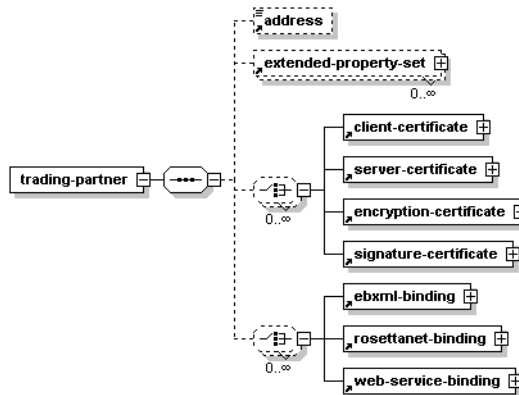 address
extended-property-set
0..∞
client-certificate
server-certificate
trading-partner
0..∞
encryption-certificate
signature-certificate
ebxml-binding
rosettanet-binding
0..∞
web-service-binding